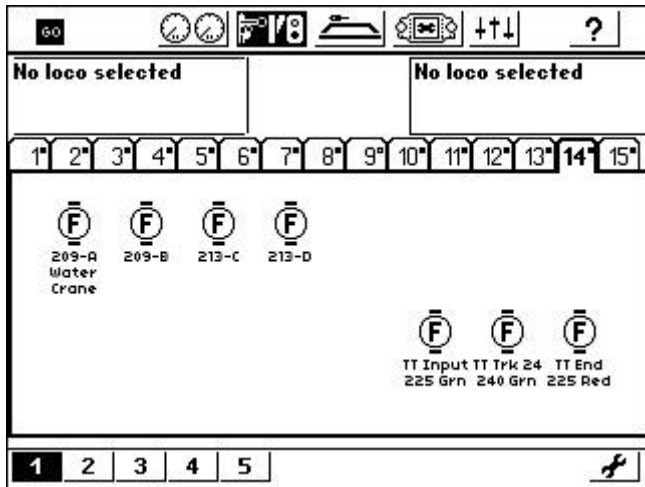 GO ?
No loco selected No loco selected
1 2 3 4 5 6 7 8 9 10 11 12 13 14 15
F F F F
209-A 209-B 213-C 213-D
Water
Crane
F F F
TT Input TT Trk 24 TT End
225 Grn 240 Grn 225 Red
1 2 3 4 5